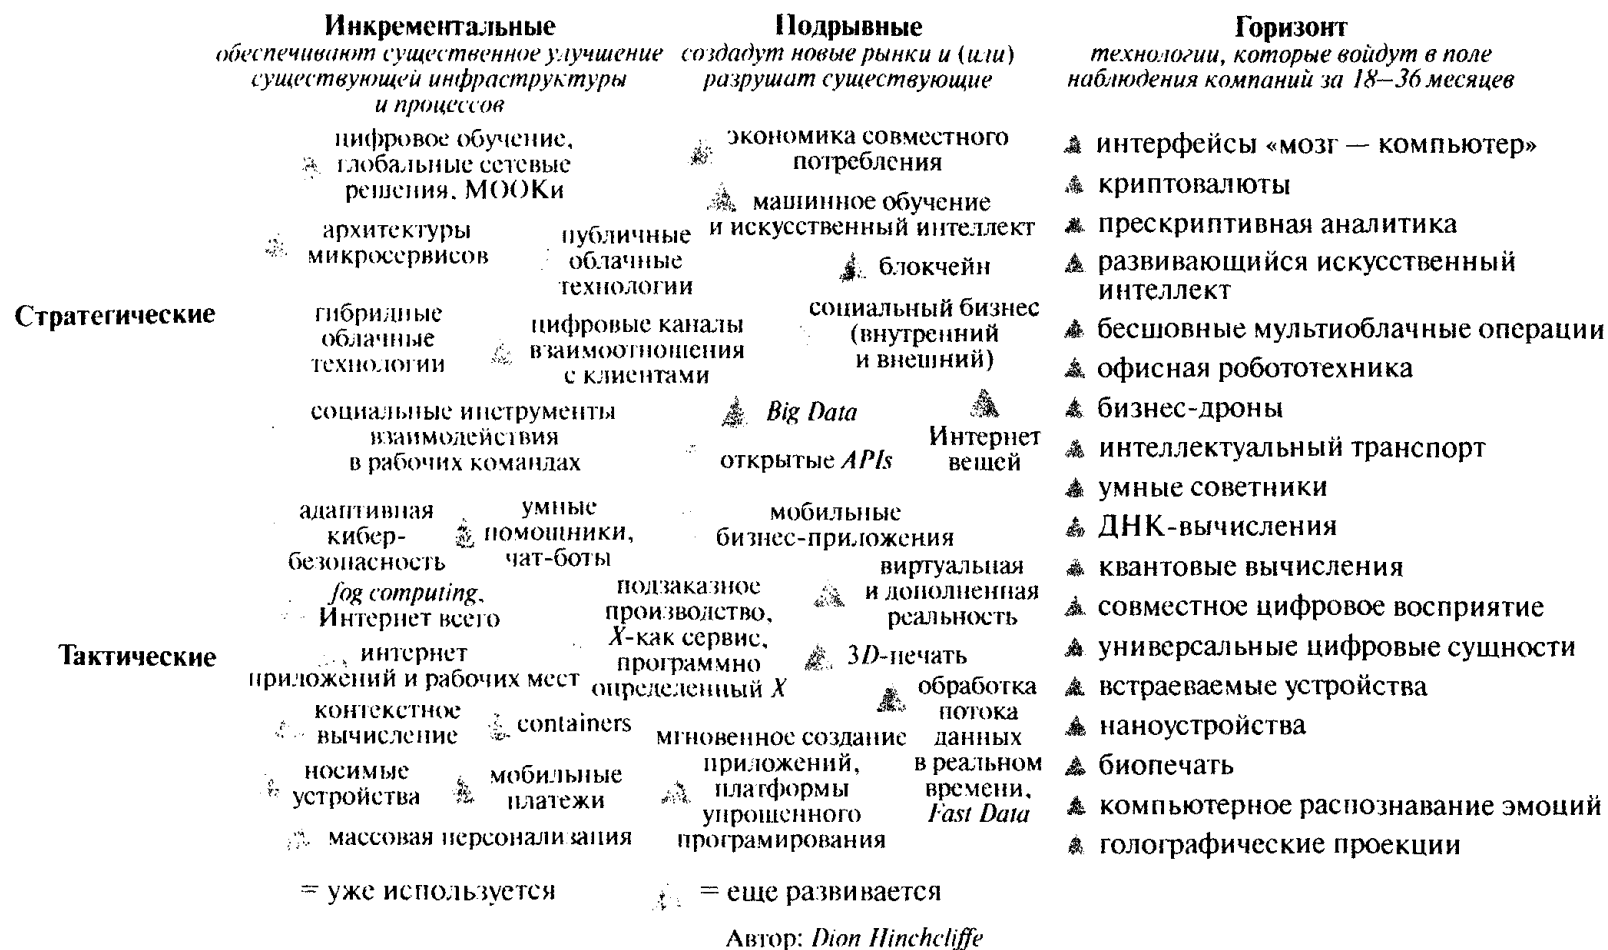 Инкрементальные
обеспечивают существенное улучшение
существующей инфраструктуры
и процессов
Подрывные
создадут новые рынки и (или)
разрушат существующие
Горизонт
технологии, которые войдут в поле
наблюдения компаний за 18–36 месяцев
Стратегические
цифровое обучение,
глобальные сетевые
решения, МООКи
архитектуры
микросервисов
публичные
облачные
технологии
гибридные
облачные
технологии
цифровые каналы
взаимоотношения
с клиентами
социальные инструменты
взаимодействия
в рабочих командах
экономика совместного
потребления
машинное обучение
и искусственный интеллект
блокчейн
социальный бизнес
(внутренний
и внешний)
Big Data
Интернет
вещей
открытые APIs
Тактические
адаптивная
кибер-
безопасность
умные
помощники,
чат-боты
fog computing,
Интернет всего
подзаказное
производство,
X-как сервис,
программно
определенный X
интернет
приложений и рабочих мест
контекстное
вычисление
containers
носимые
устройства
мобильные
платежи
массовая персонализация
мобильные
бизнес-приложения
виртуальная
и дополненная
реальность
3D-печать
обработка
потока
данных
в реальном
времени,
Fast Data
мгновенное создание
приложений,
платформы
упрощенного
програмирования
интерфейсы «мозг — компьютер»
криптовалюты
прескриптивная аналитика
развивающийся искусственный
интеллект
бесшовные мультиоблачные операции
офисная робототехника
бизнес-дроны
интеллектуальный транспорт
умные советники
ДНК-вычисления
квантовые вычисления
совместное цифровое восприятие
универсальные цифровые сущности
встраеваемые устройства
наноустройства
биопечать
компьютерное распознавание эмоций
голографические проекции
= уже используется
= еще развивается
Автор: Dion Hinchcliffe